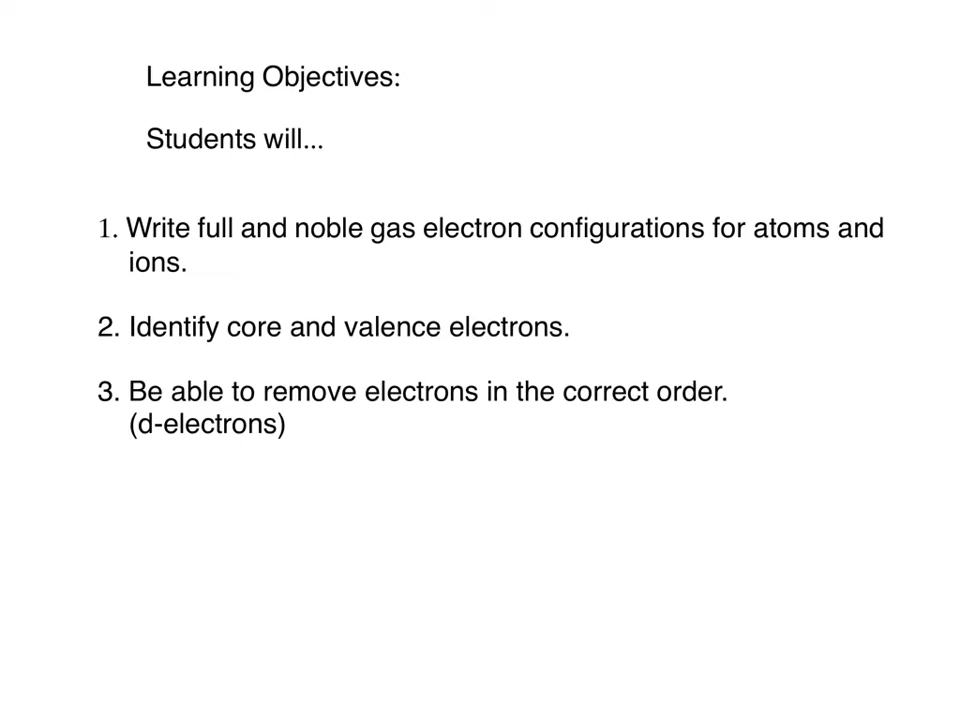 Learning Objectives:
Students will...
1. Write full and noble gas electron configurations for atoms and
ions.
2. Identify core and valence electrons.
3. Be able to remove electrons in the correct order.
(d-electrons)